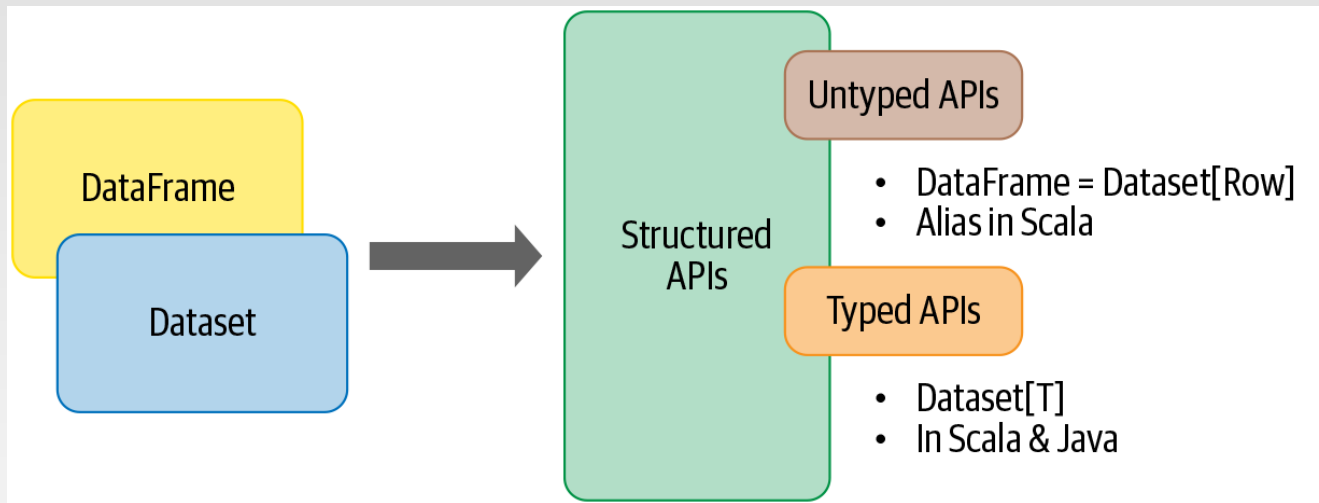 DataFrame
Dataset
Structured
APIs
Untyped APIs
• DataFrame = Dataset[Row]
• Alias in Scala
Typed APIs
• Dataset[T]
• In Scala & Java